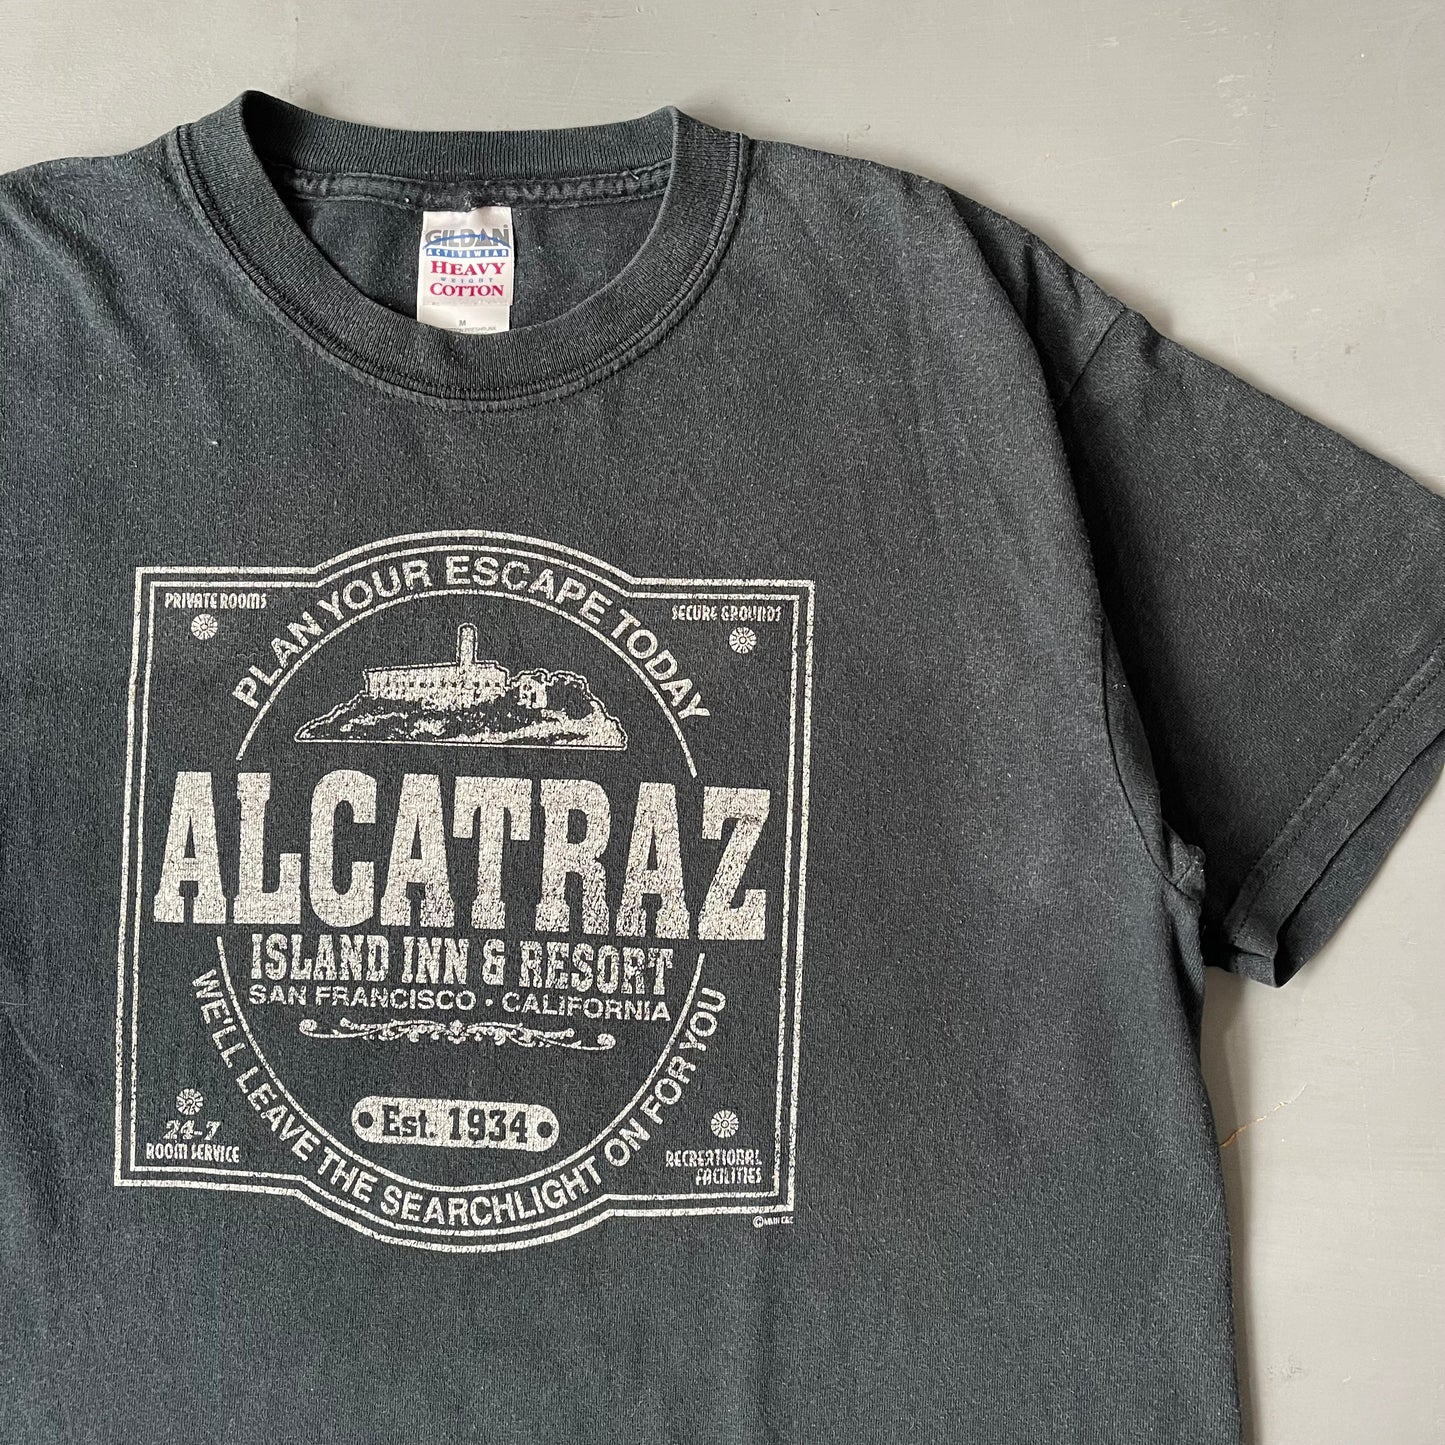 GILDAN
ACTIVEWEAR
HEAVY
WEIGHT
COTTON
M
PLAN YOUR ESCAPE TODAY
PRIVATE ROOMS
SECURE GROUNDS
ALCATRAZ
ISLAND INN & RESORT
SAN FRANCISCO • CALIFORNIA
Est. 1934
24-7
ROOM SERVICE
RECREATIONAL
FACILITIES
WE'LL LEAVE THE SEARCHLIGHT ON FOR YOU